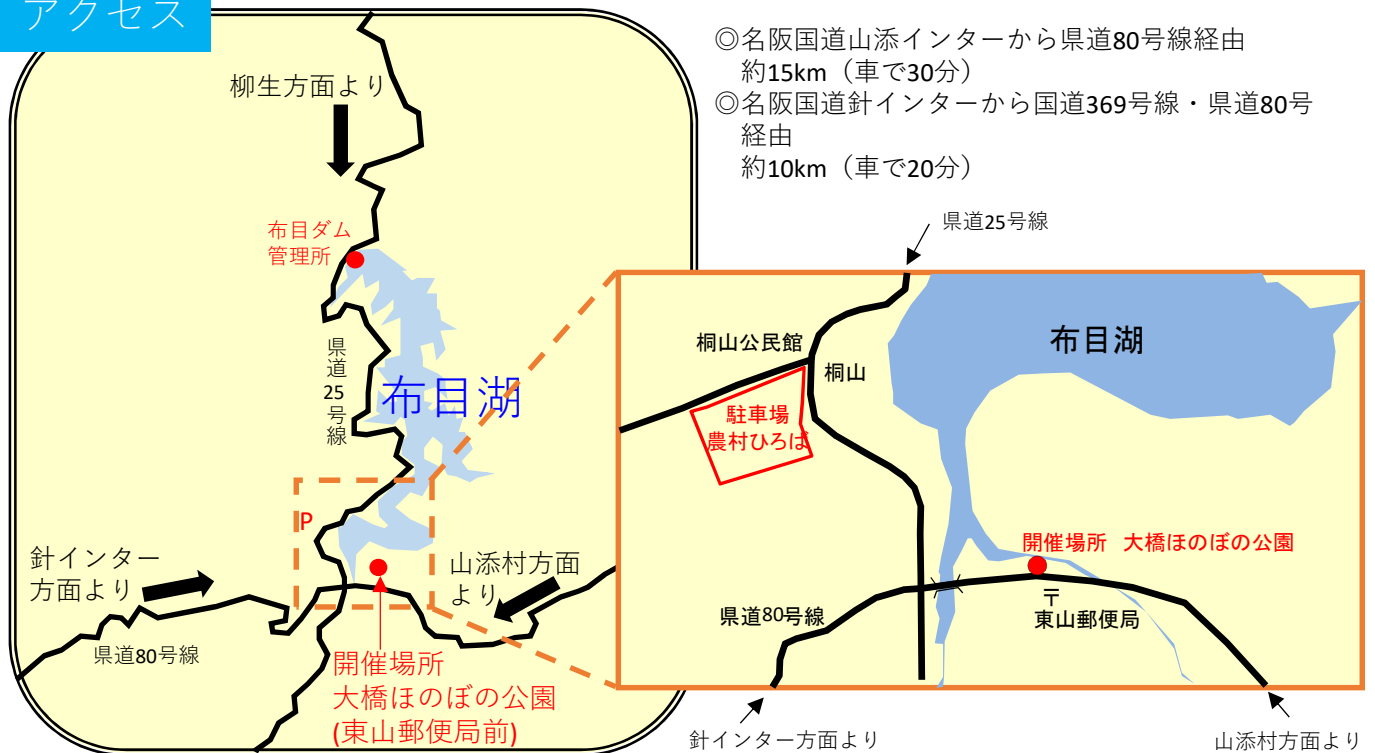 アクセス
◎名阪国道山添インターから県道80号線経由
約15km（車で30分）
◎名阪国道針インターから国道369号線・県道80号
経由
約10km（車で20分）
柳生方面より
布目ダム
管理所
県道25号線
布目湖
P
針インター
方面より
山添村方面
より
県道80号線
開催場所
大橋ほのぼの公園
(東山郵便局前)
県道25号線
布目湖
桐山公民館
桐山
駐車場
農村ひろば
開催場所 大橋ほのぼの公園
〒
東山郵便局
県道80号線
針インター方面より
山添村方面より